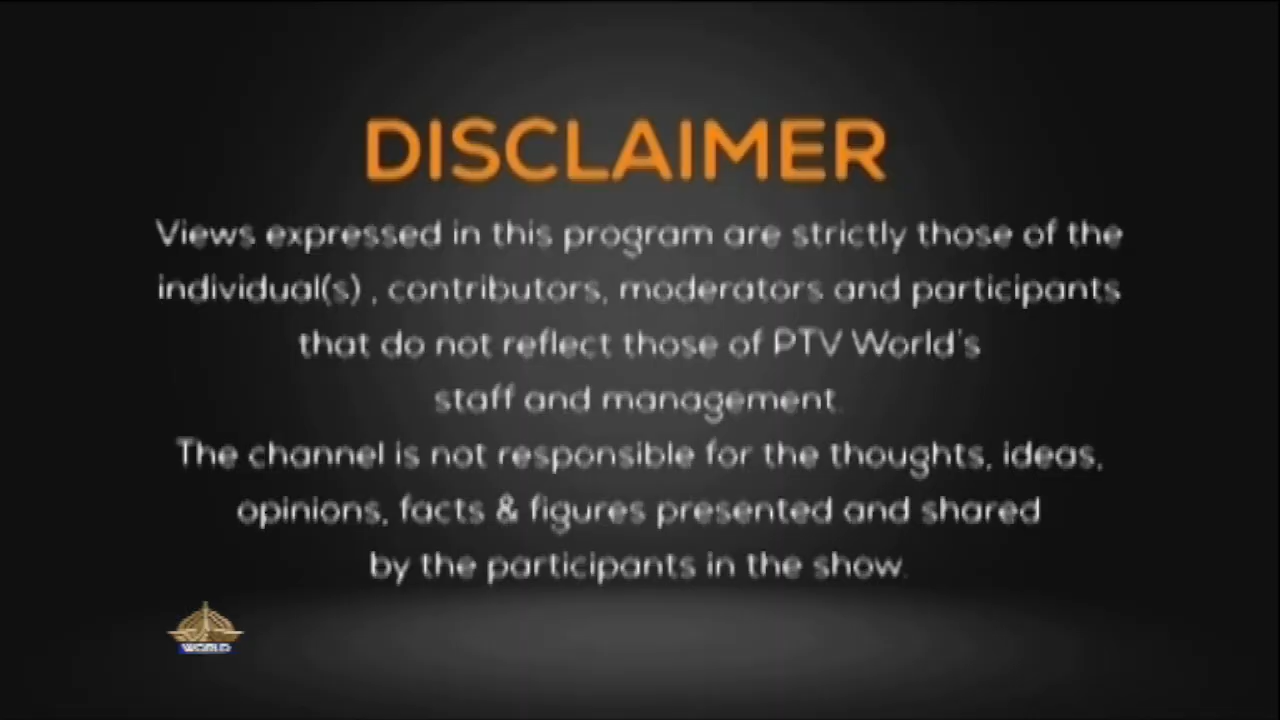 DISCLAIMER
Views expressed in this program are strictly those of the
individual(s) , contributors, moderators and participants
that do not reflect those of PTV World's
staff and management.
The channel is not responsible for the thoughts, ideas,
opinions, facts & figures presented and shared
by the participants in the show.
WORLD